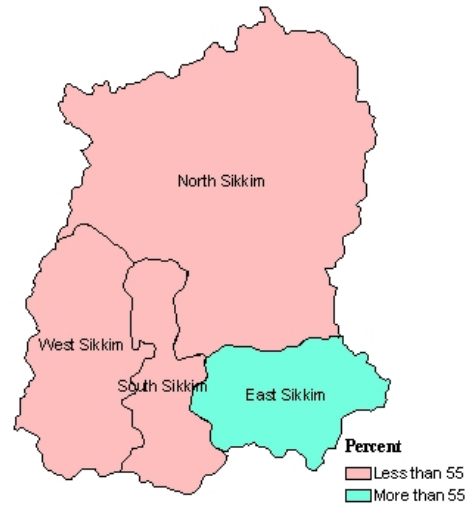 North Sikkim
West Sikkim
South Sikkim
East Sikkim
Percent
Less than 55
More than 55